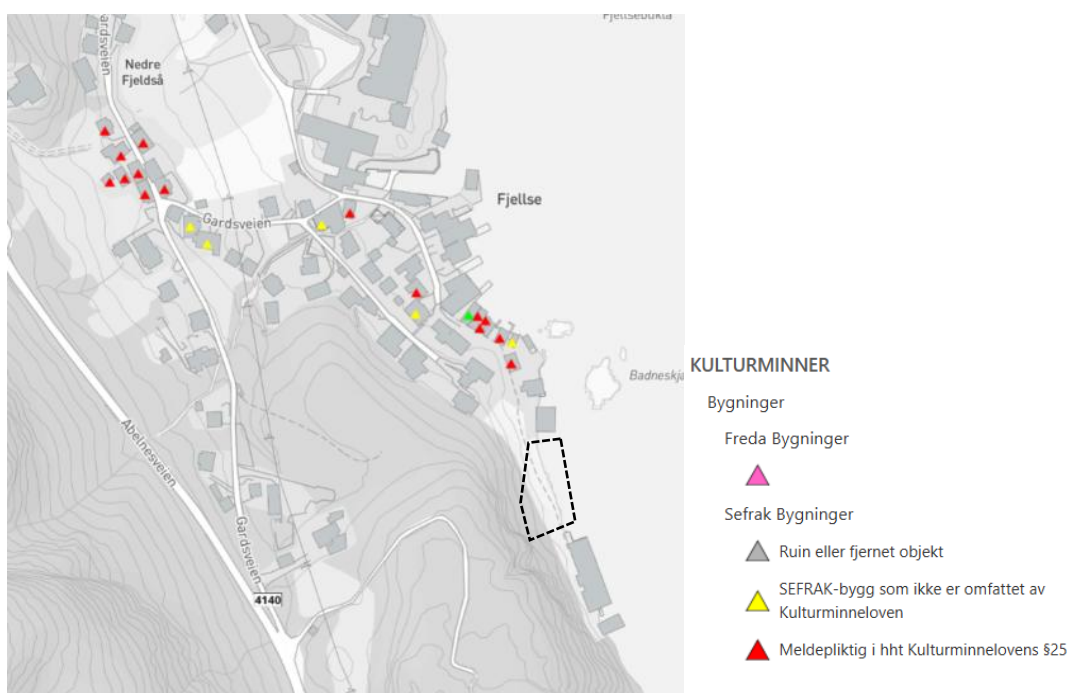 Fjellsebukta
Gardsveien
Nedre
Fjeldså
Fjellse
Gardsveien
Badneskjæ
Abelnesveien
Gardsveien
4140
KULTURMINNER
Bygninger
Freda Bygninger
Sefrak Bygninger
Ruin eller fjernet objekt
SEFRAK-bygg som ikke er omfattet av
Kulturminneloven
Meldepliktig i hht Kulturminnelovens §25